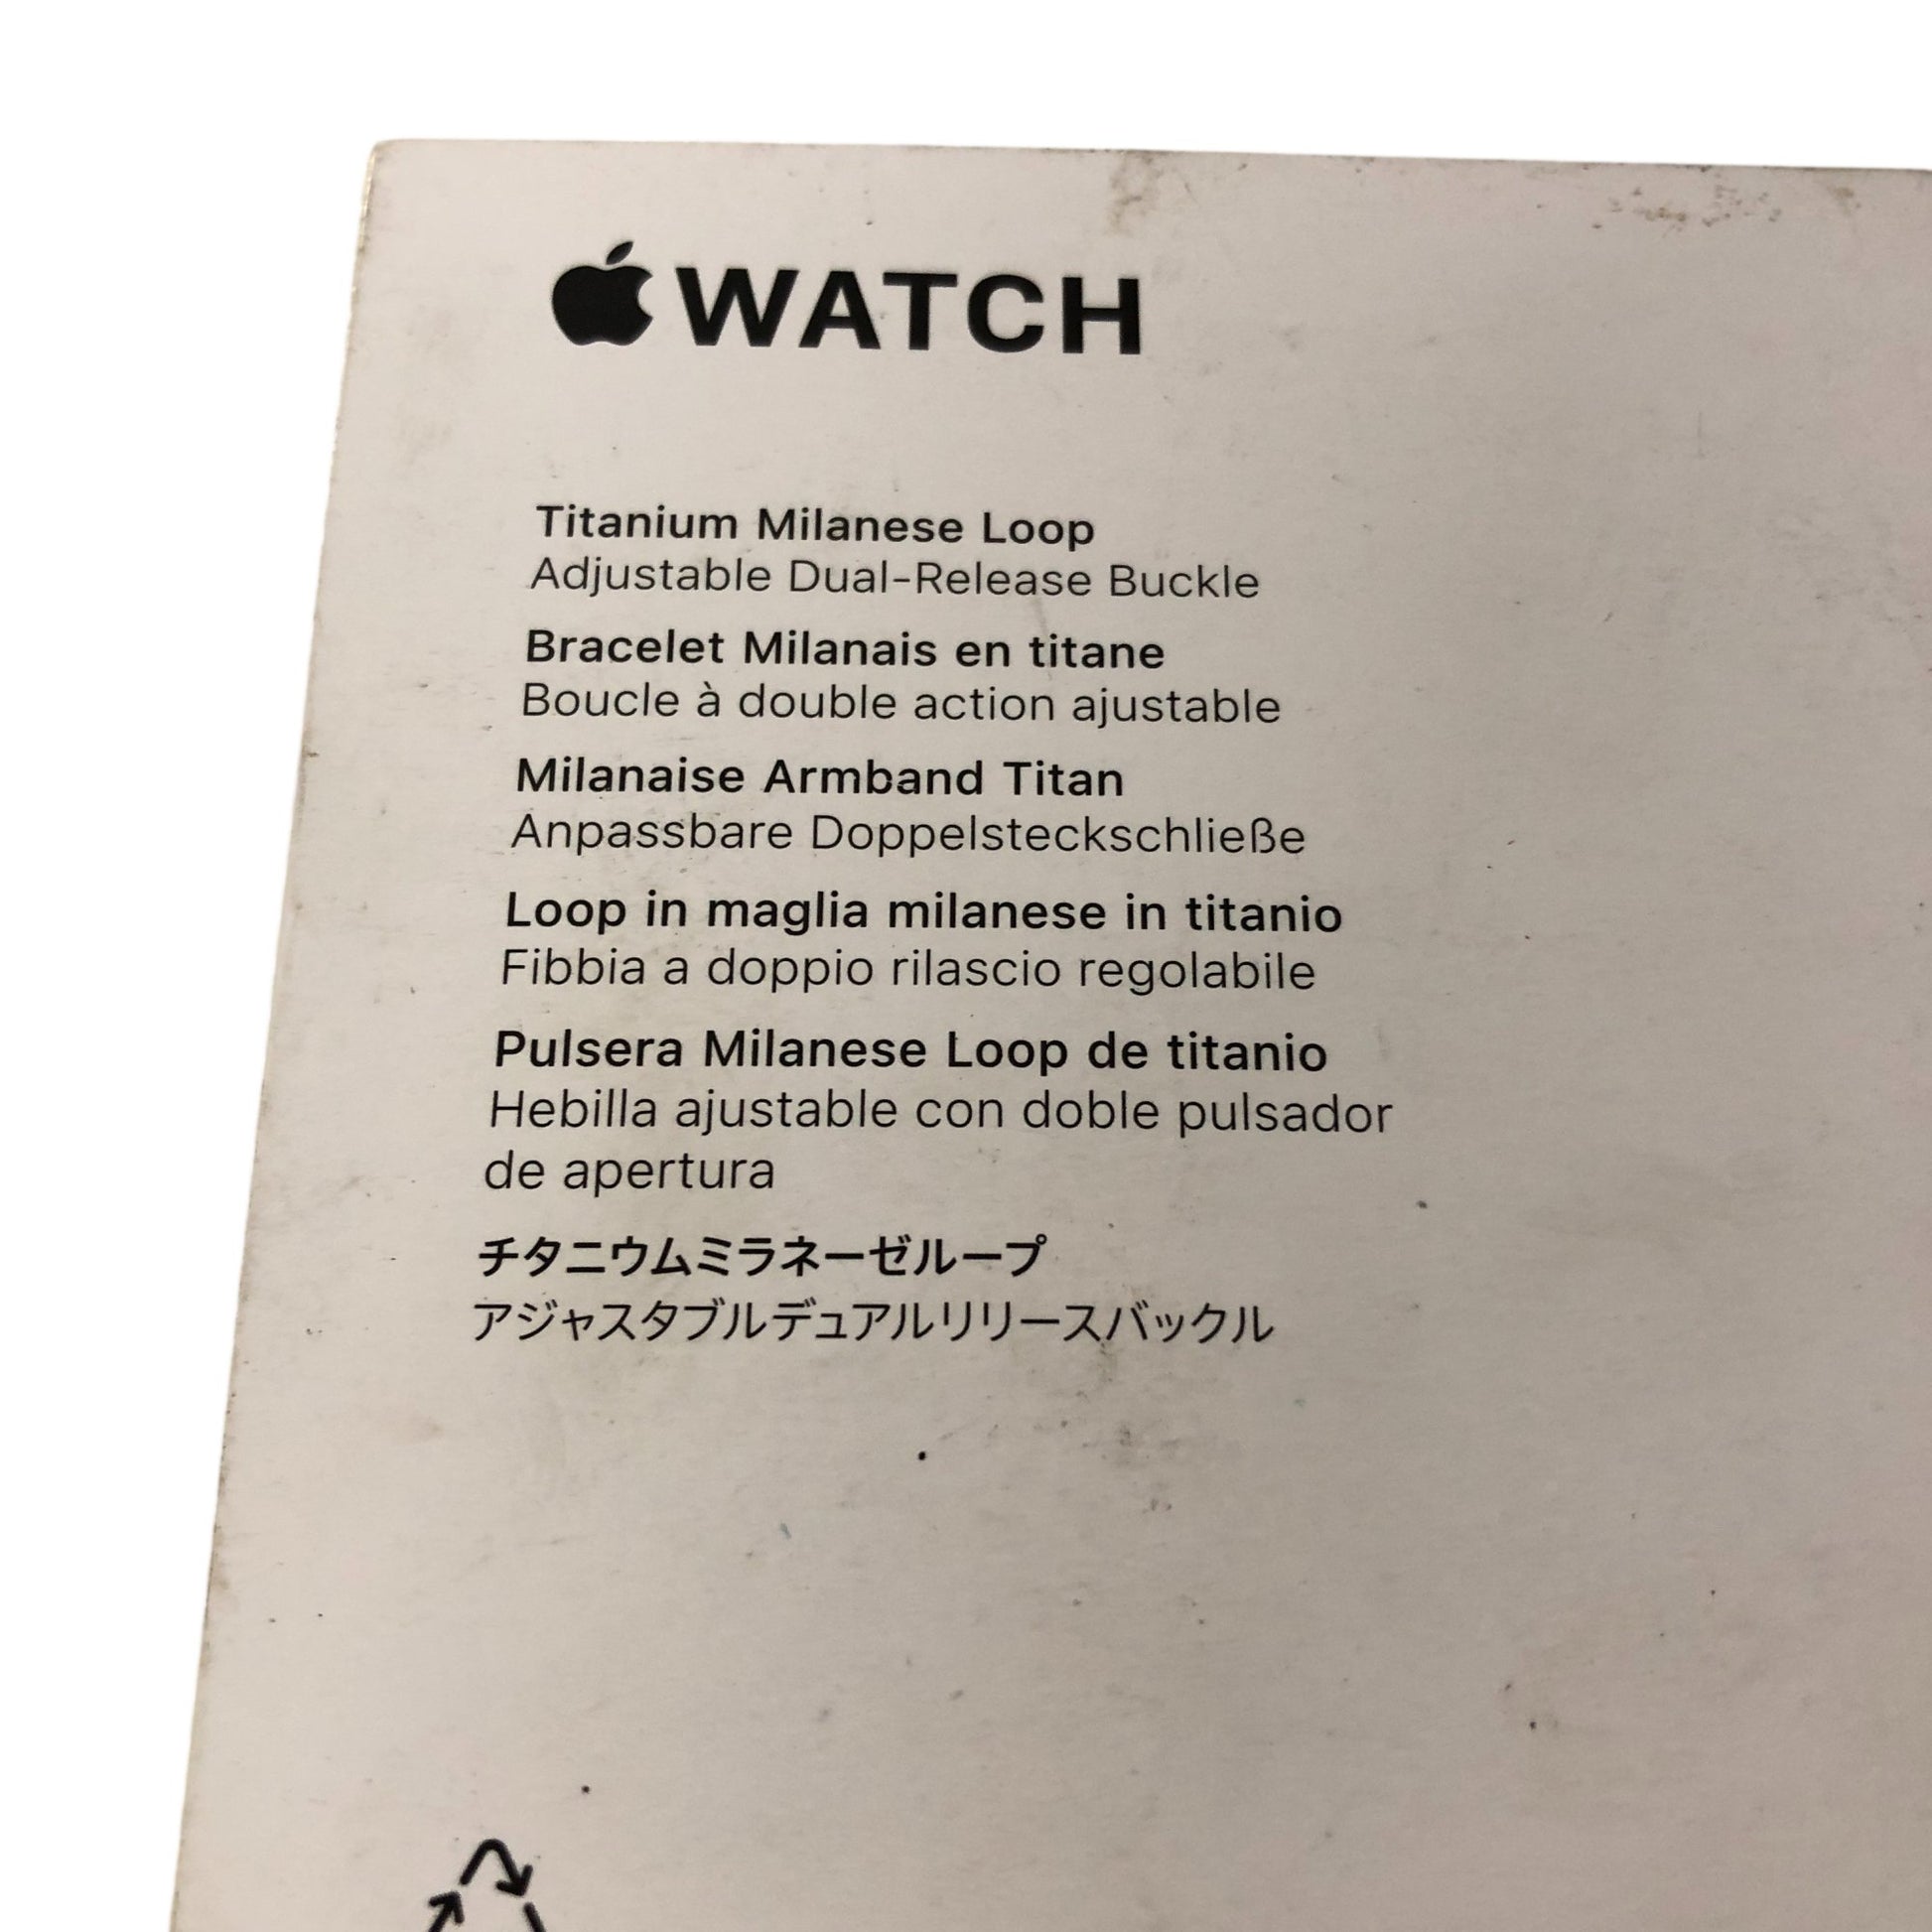 WATCH
Titanium Milanese Loop
Adjustable Dual-Release Buckle
Bracelet Milanais en titane
Boucle à double action ajustable
Milanaise Armband Titan
Anpassbare Doppelsteckschließe
Loop in maglia milanese in titanio
Fibbia a doppio rilascio regolabile
Pulsera Milanese Loop de titanio
Hebilla ajustable con doble pulsador
de apertura
チタニウムミラネーゼループ
アジャスタブルデュアルリリースバックル